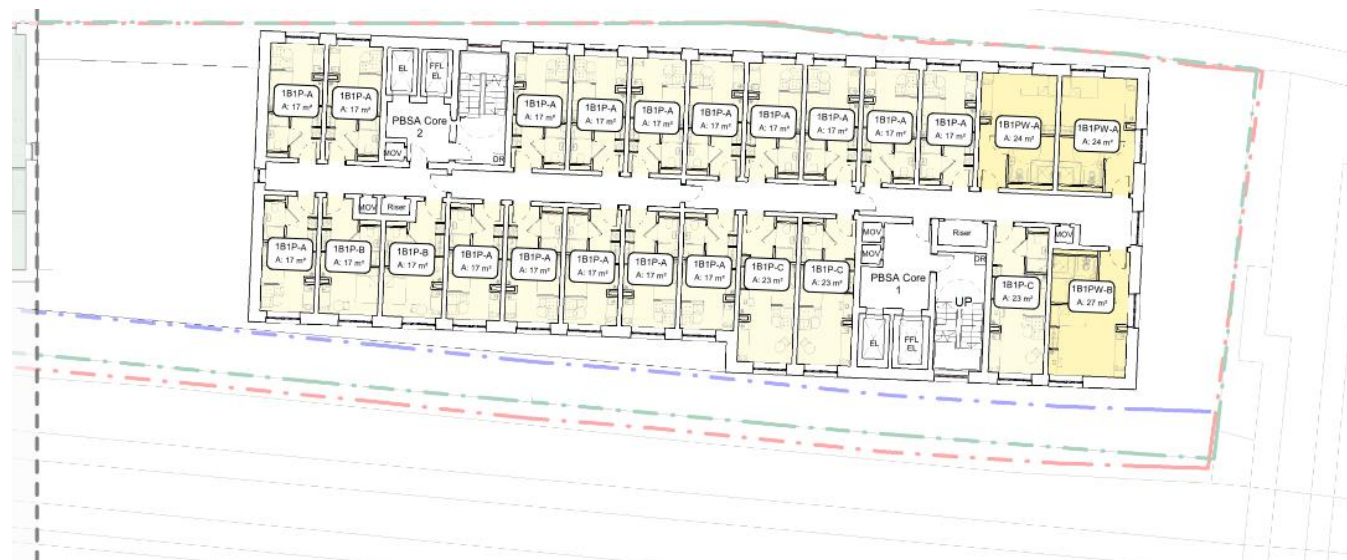 1B1P-A
A: 17 m²
1B1P-A
A: 17 m²
EL
FFL
EL
PBSA Core
2
MOV
DR
1B1P-A
A: 17 m²
1B1P-A
A: 17 m²
1B1P-A
A: 17 m²
1B1P-A
A: 17 m²
1B1P-A
A: 17 m²
1B1P-A
A: 17 m²
1B1P-A
A: 17 m²
1B1P-A
A: 17 m²
1B1PW-A
A: 24 m²
1B1PW-A
A: 24 m²
1B1P-A
A: 17 m²
MOV
Riser
1B1P-B
A: 17 m²
1B1P-B
A: 17 m²
1B1P-A
A: 17 m²
1B1P-A
A: 17 m²
1B1P-A
A: 17 m²
1B1P-A
A: 17 m²
1B1P-A
A: 17 m²
1B1P-C
A: 23 m²
1B1P-C
A: 23 m²
MOV
MOV
Riser
DR
PBSA Core
1
UP
EL
FFL
EL
1B1P-C
A: 23 m²
MOV
1B1PW-B
A: 27 m²